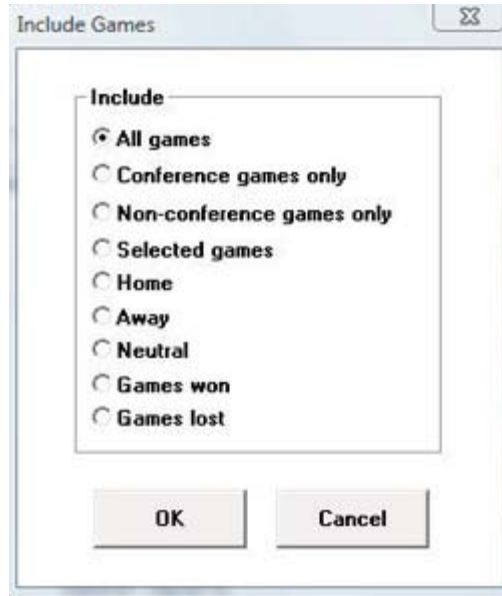 Include Games
Include
All games
Conference games only
Non-conference games only
Selected games
Home
Away
Neutral
Games won
Games lost
OK
Cancel